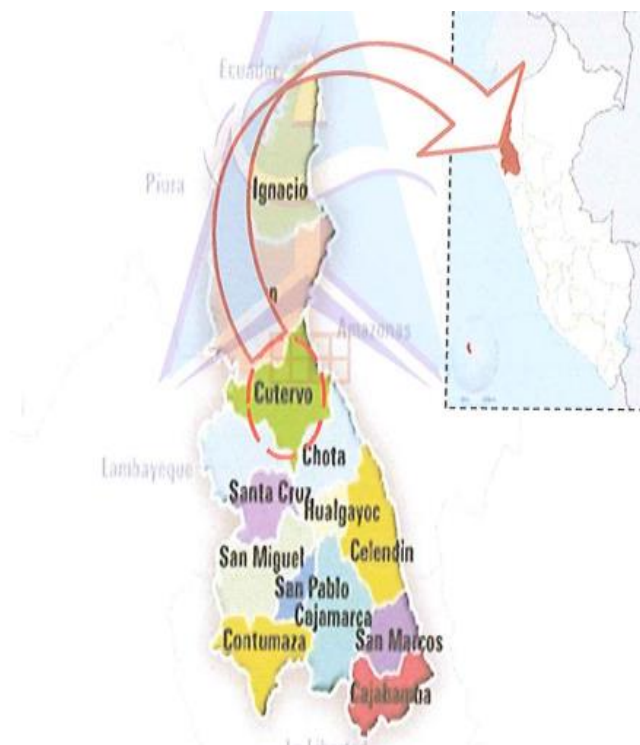 Ecuador
Piura
Ignacio
n
Amazonas
Cutervo
Lambayeque
Chota
Santa Cruz
Hualgayoc
Celendin
San Miguel
San Pablo
Cajamarca
Contumaza
San Marcos
Cajabamba